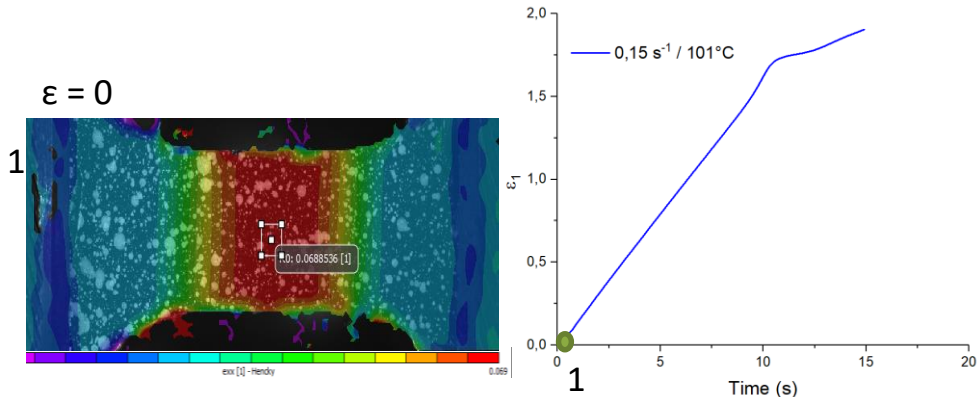 ε = 0
1
R0: 0.0688536 [1]
exx [1] - Hencky
0.069
2,0
1,5
1,0
0,5
0,0
ε₁
0,15 s⁻¹ / 101°C
0
5
10
15
20
1
Time (s)